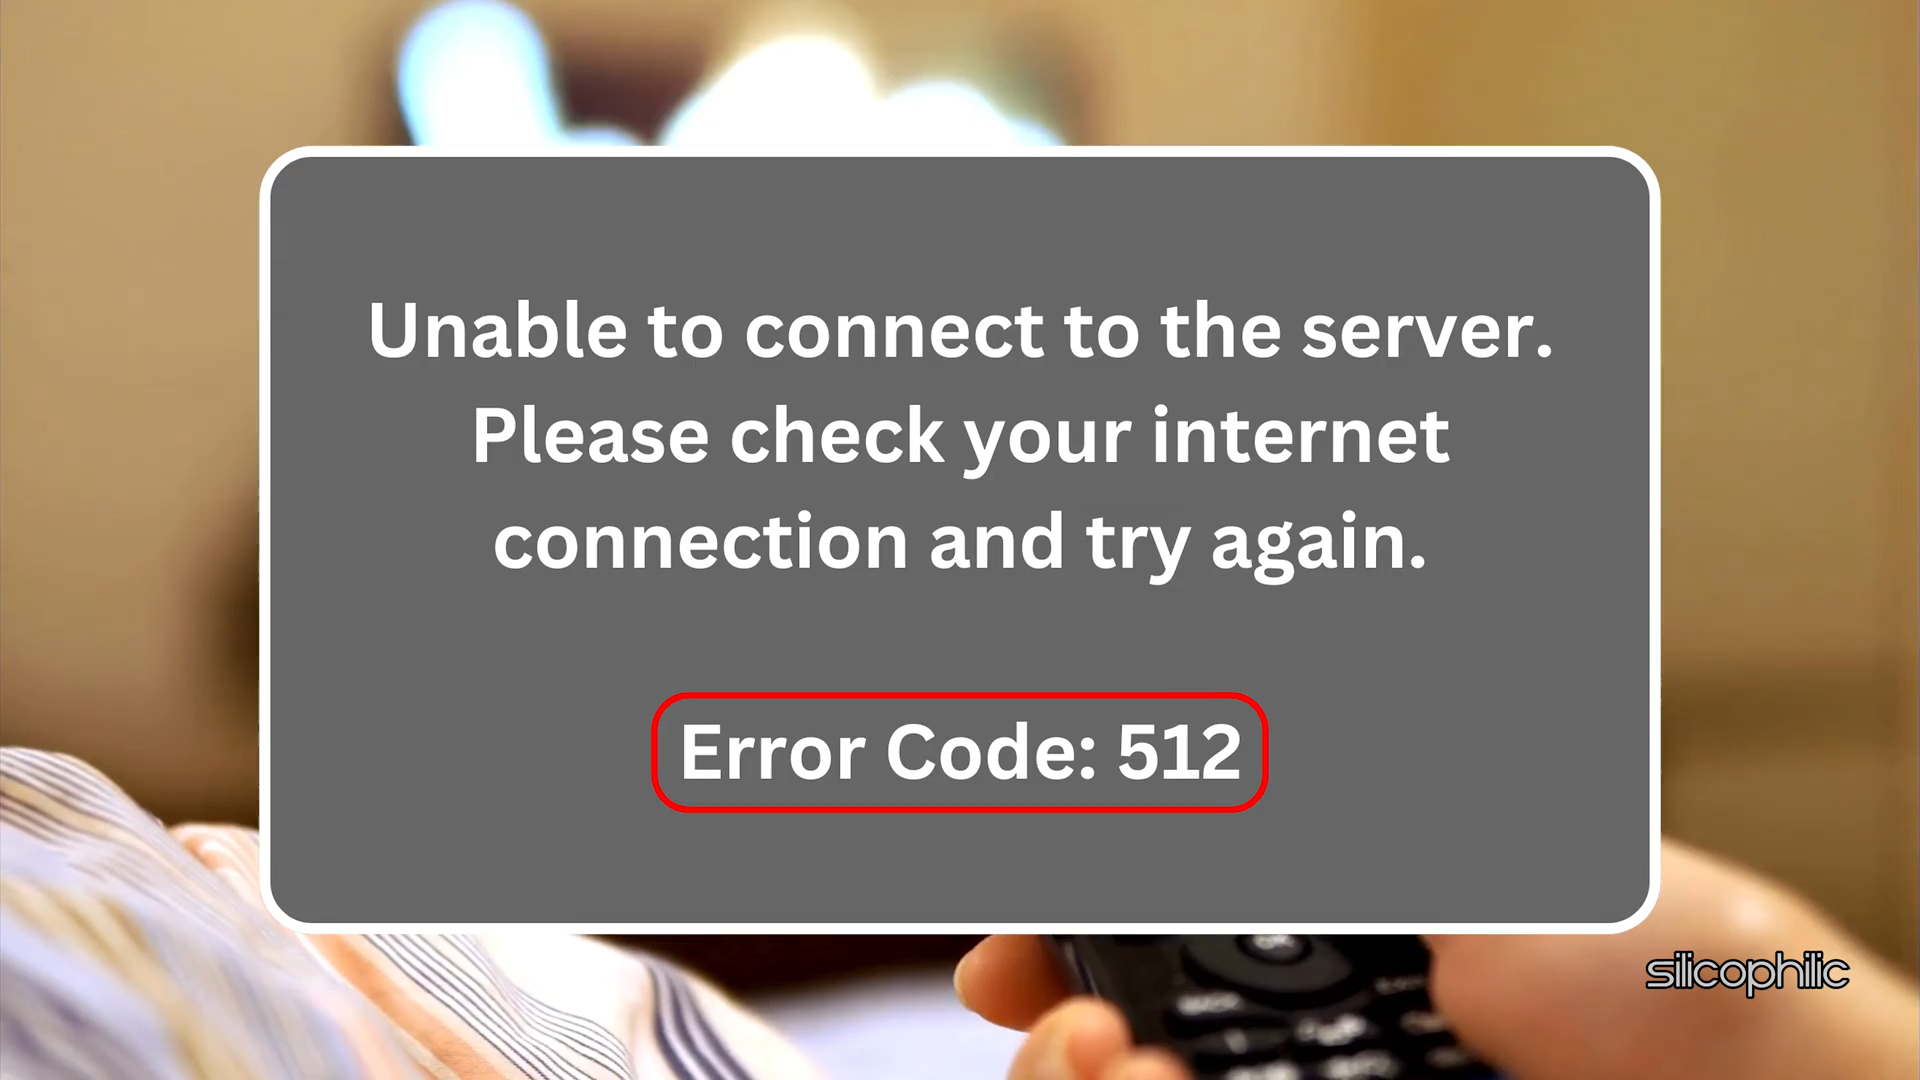 Unable to connect to the server.
Please check your internet
connection and try again.
Error Code: 512
silicophilic